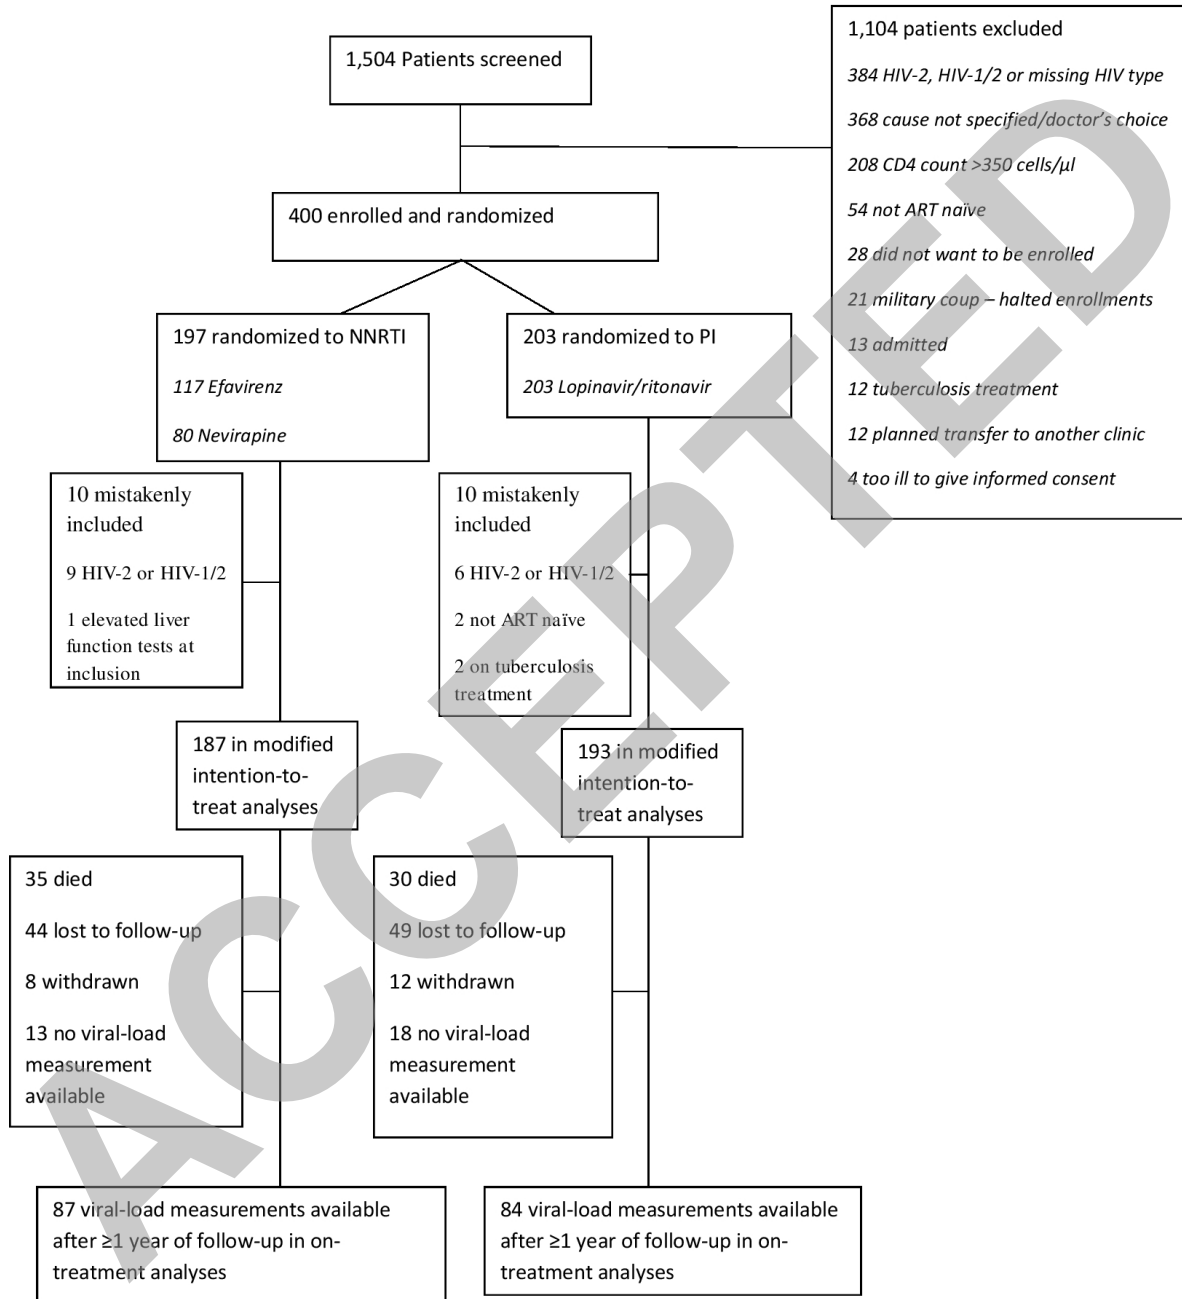 1,504 Patients screened
1,104 patients excluded
384 HIV-2, HIV-1/2 or missing HIV type
368 cause not specified/doctor's choice
208 CD4 count >350 cells/µl
54 not ART naïve
28 did not want to be enrolled
21 military coup – halted enrollments
13 admitted
12 tuberculosis treatment
12 planned transfer to another clinic
4 too ill to give informed consent
400 enrolled and randomized
197 randomized to NNRTI
117 Efavirenz
80 Nevirapine
203 randomized to PI
203 Lopinavir/ritonavir
10 mistakenly
included
9 HIV-2 or HIV-1/2
1 elevated liver
function tests at
inclusion
10 mistakenly
included
6 HIV-2 or HIV-1/2
2 not ART naïve
2 on tuberculosis
treatment
187 in modified
intention-to-
treat analyses
193 in modified
intention-to-
treat analyses
35 died
44 lost to follow-up
8 withdrawn
13 no viral-load
measurement
available
30 died
49 lost to follow-up
12 withdrawn
18 no viral-load
measurement
available
87 viral-load measurements available
after ≥1 year of follow-up in on-
treatment analyses
84 viral-load measurements available
after ≥1 year of follow-up in on-
treatment analyses
ACCEPTED